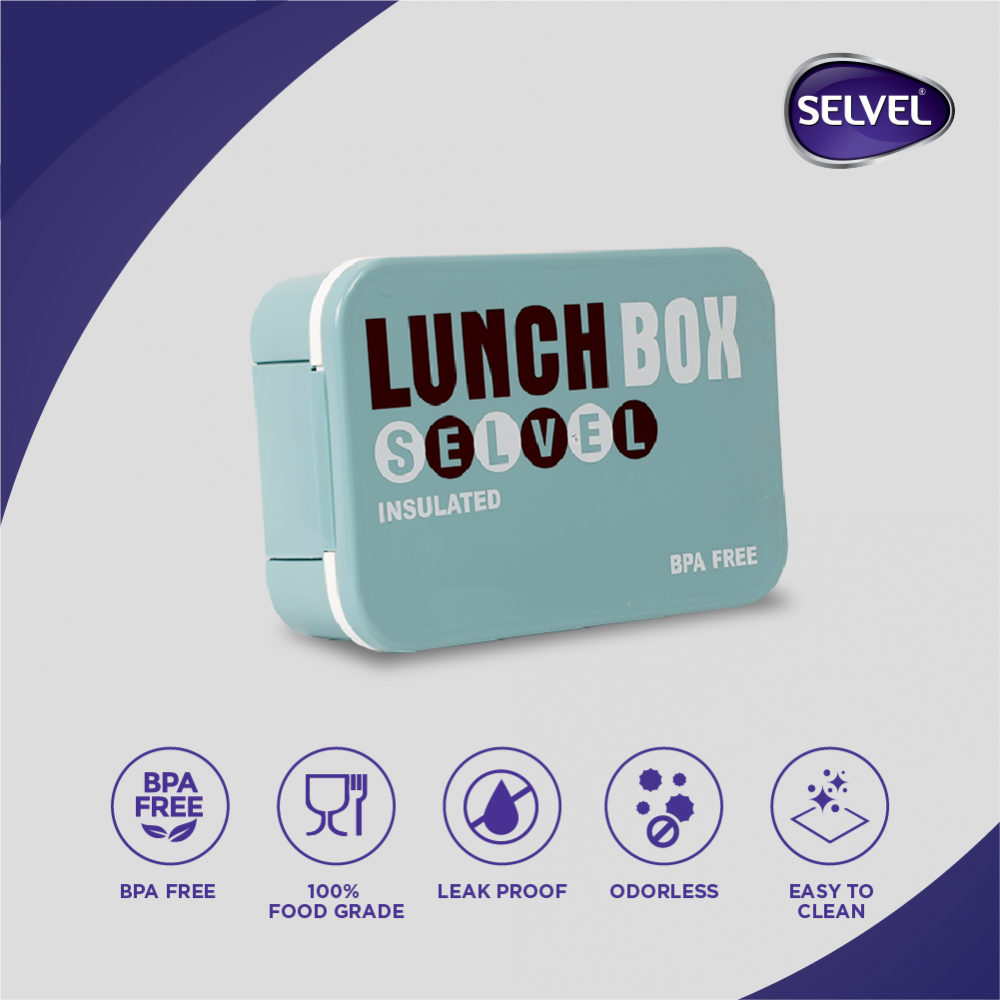 SELVEL®
LUNCH BOX
SELVEL
INSULATED
BPA FREE
BPA
FREE
BPA FREE
100%
FOOD GRADE
LEAK PROOF
ODORLESS
EASY TO
CLEAN